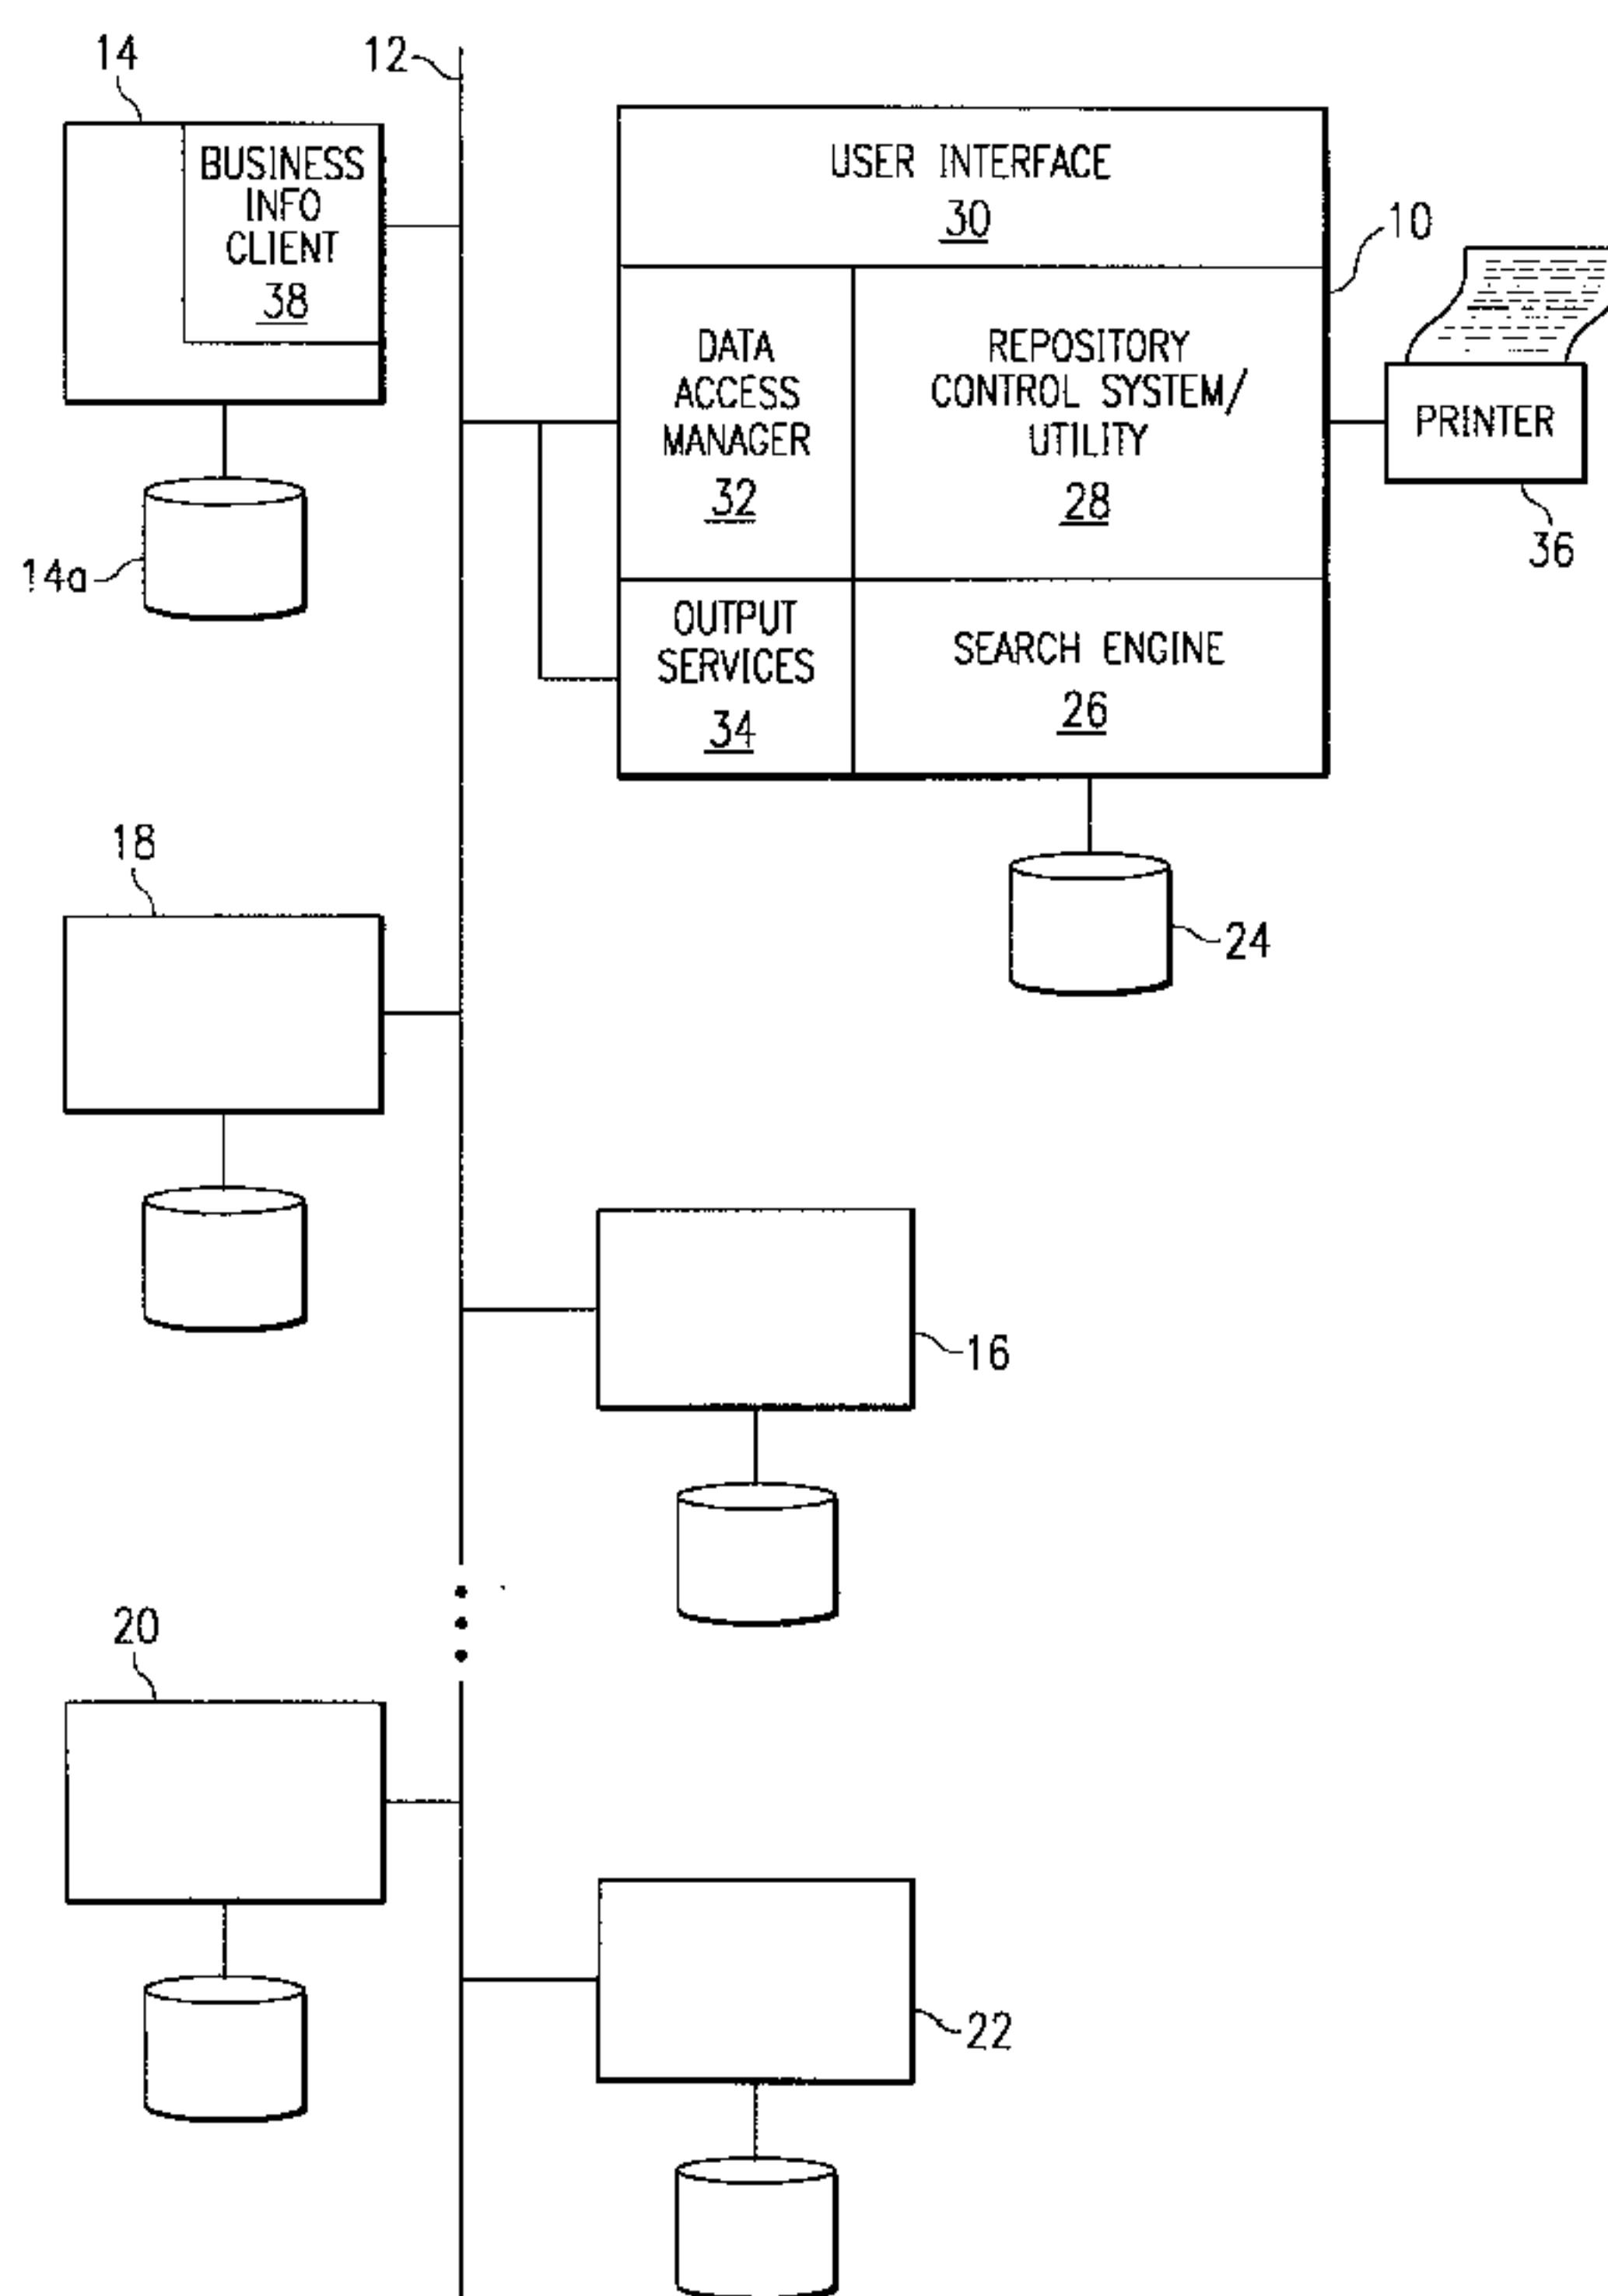 14
12
BUSINESS
INFO
CLIENT
38
14a
USER INTERFACE
30
10
DATA
ACCESS
MANAGER
32
REPOSITORY
CONTROL SYSTEM/
UTILITY
28
PRINTER
36
OUTPUT
SERVICES
34
SEARCH ENGINE
26
24
18
16
20
22